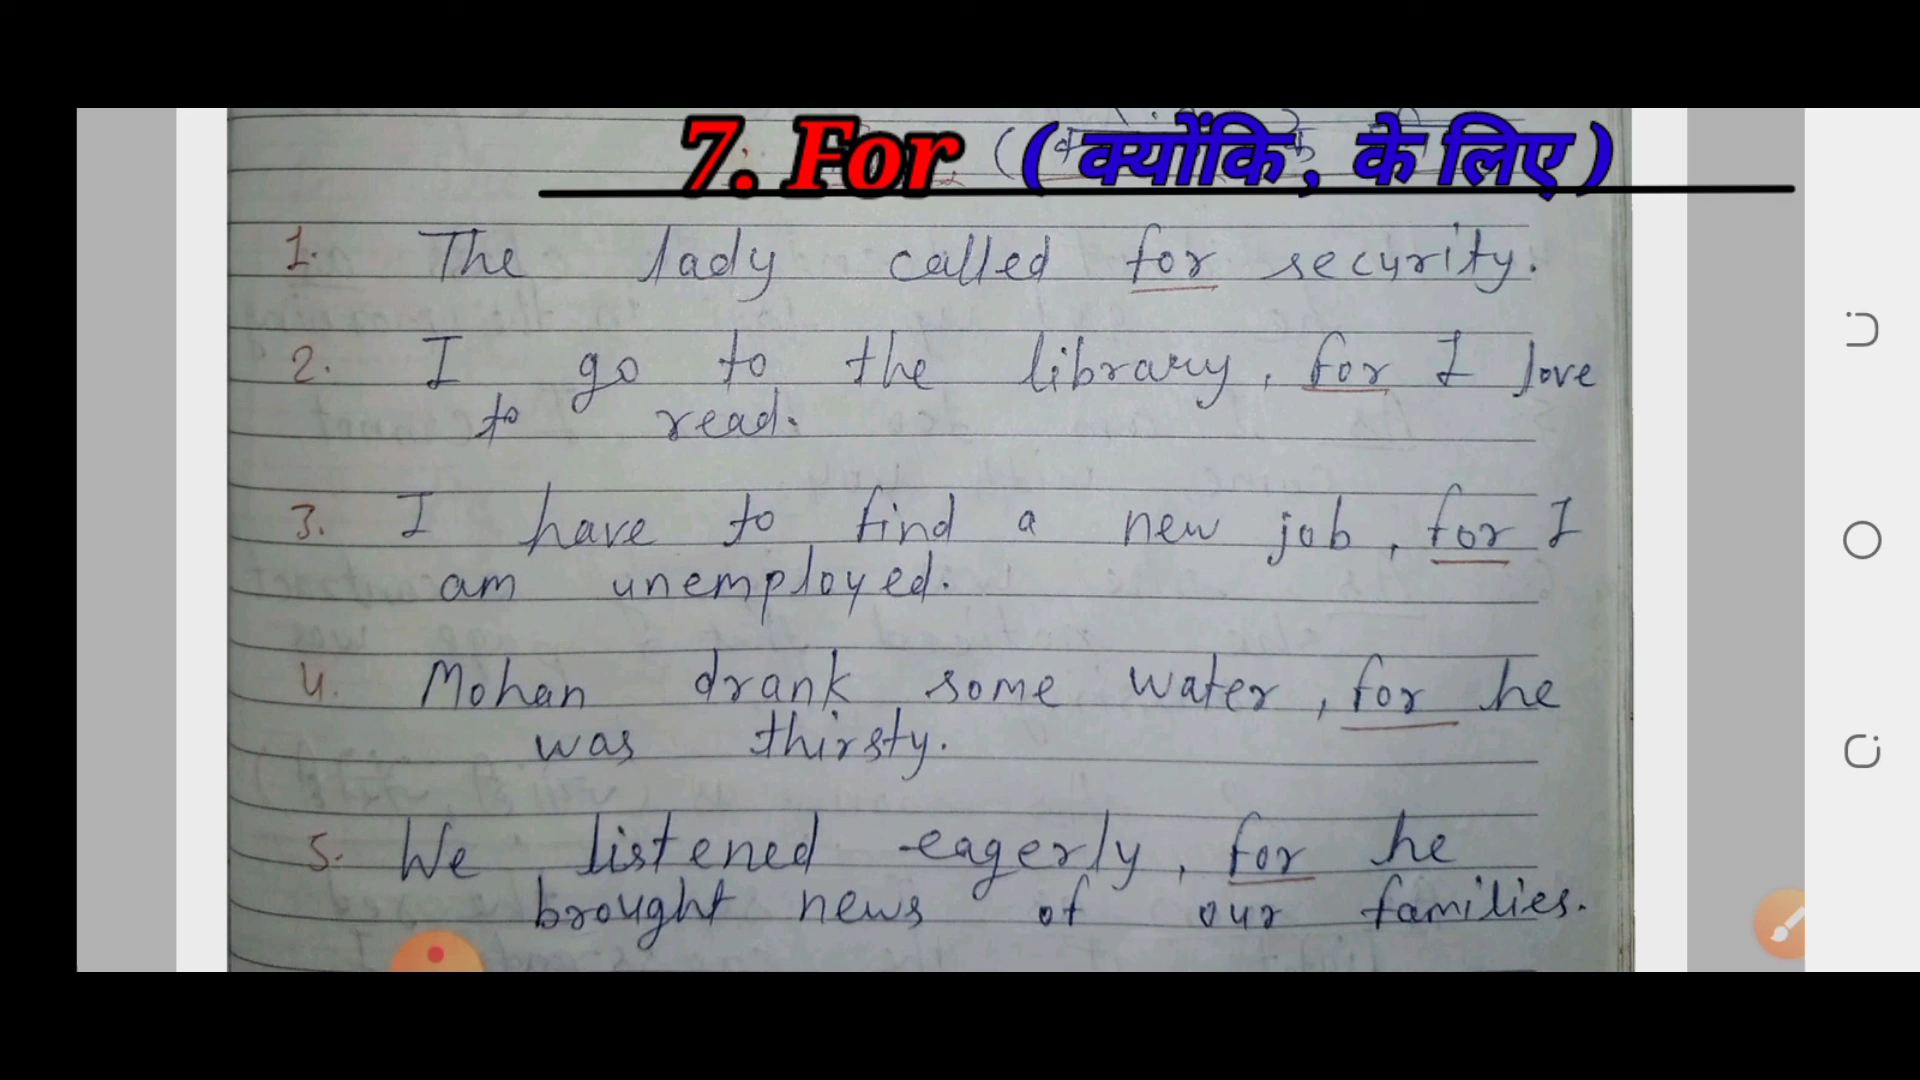 7. For ( क्योंकि , के लिए )
1. The lady called for security.
2. I go to the library, for I love
to read.
3. I have to find a new job, for I
am unemployed.
4. Mohan drank some water, for he
was thirsty.
5. We listened eagerly, for he
brought news of our families.